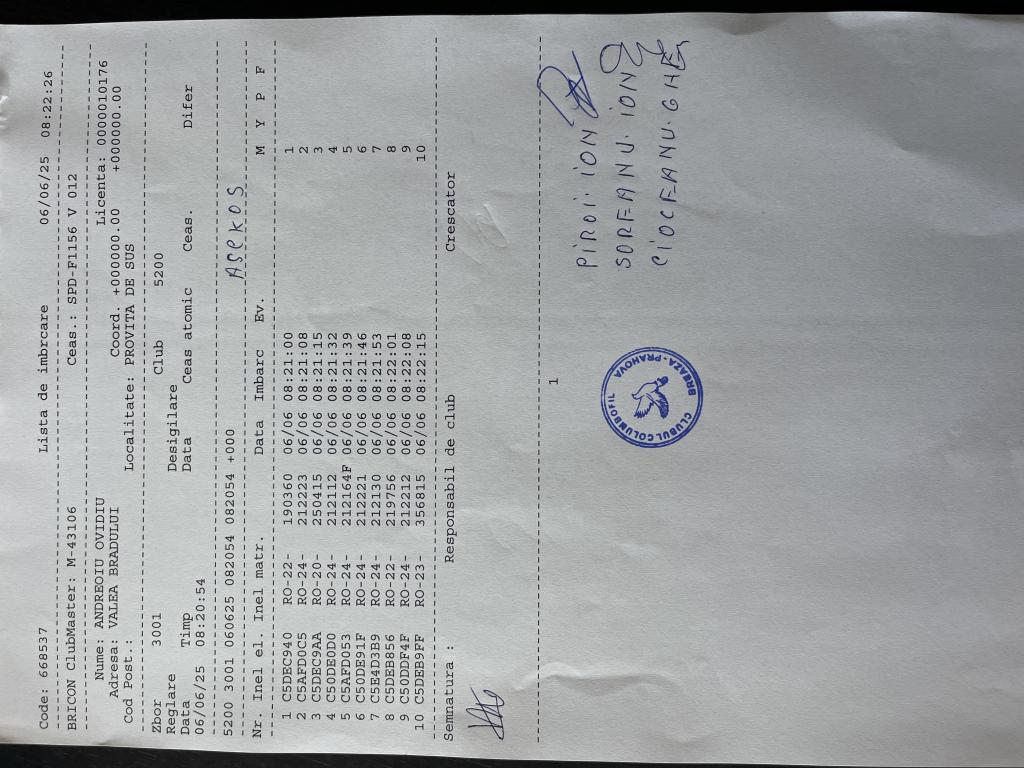 Code: 668537 Lista de imbrcare 06/06/25 08:22:26
BRICON ClubMaster: M-43106 Ceas.: SPD-F1156 V 012
Nume: ANDREOIU OVIDIU Licenta: 00000010176
Adresa: VALEA BRADULUI Coord. +000000.00 +0000000.00
Cod Post.: Localitate: PROVITA DE SUS
Zbor 3001 Club 5200
Reglare Desigilare
Data Timp Data Ceas atomic Ceas. Difer
06/06/25 08:20:54
5200 3001 060625 082054 082054 +000 ASEKOS
Nr. Inel el. Inel matr. Data Imbarc Ev. M Y P F
1 C5DEC940 RO-22- 190360 06/06 08:21:00 1
2 C5AFD0C5 RO-24- 212223 06/06 08:21:08 2
3 C5DEC9AA RO-20- 250415 06/06 08:21:15 3
4 C50DE0D0 RO-24- 212112 06/06 08:21:32 4
5 C5AFD053 RO-24- 212164F 06/06 08:21:39 5
6 C50DE91F RO-24- 212221 06/06 08:21:46 6
7 C5E4D3B9 RO-24- 212130 06/06 08:21:53 7
8 C5DEB856 RO-22- 219756 06/06 08:22:01 8
9 C50DDF4F RO-24- 212212 06/06 08:22:08 9
10 C5DEB9FF RO-23- 356815 06/06 08:22:15 10
Semnatura : Responsabil de club Crescator
1
PIROI ION
SOREANU ION
CIOCEANU GHE
CLUBUL COLUMBOFIL
BREAZA - PRAHOVA